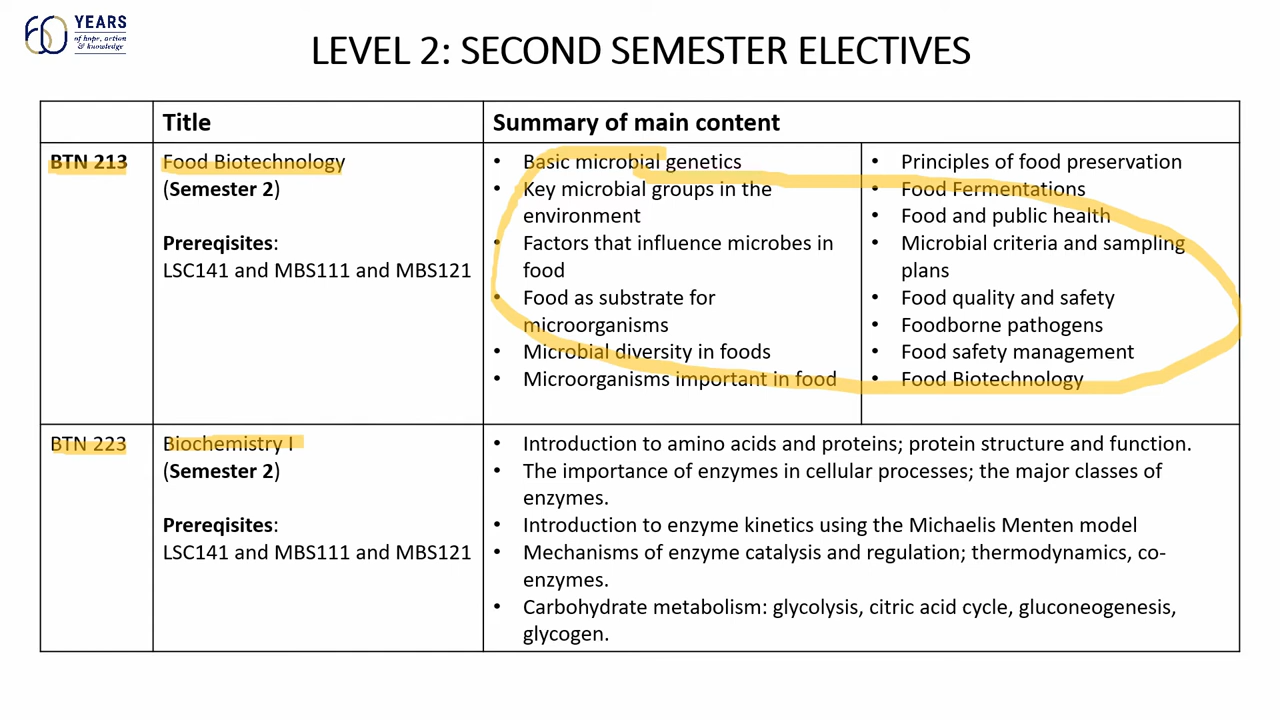 60 YEARS
of hope, action
& knowledge
LEVEL 2: SECOND SEMESTER ELECTIVES
Title
Summary of main content
BTN 213
Food Biotechnology
(Semester 2)
Prereqisites:
LSC141 and MBS111 and MBS121
• Basic microbial genetics
• Key microbial groups in the
environment
• Factors that influence microbes in
food
• Food as substrate for
microorganisms
• Microbial diversity in foods
• Microorganisms important in food
• Principles of food preservation
• Food Fermentations
• Food and public health
• Microbial criteria and sampling
plans
• Food quality and safety
• Foodborne pathogens
• Food safety management
• Food Biotechnology
BTN 223
Biochemistry I
(Semester 2)
Prereqisites:
LSC141 and MBS111 and MBS121
• Introduction to amino acids and proteins; protein structure and function.
• The importance of enzymes in cellular processes; the major classes of
enzymes.
• Introduction to enzyme kinetics using the Michaelis Menten model
• Mechanisms of enzyme catalysis and regulation; thermodynamics, co-
enzymes.
• Carbohydrate metabolism: glycolysis, citric acid cycle, gluconeogenesis,
glycogen.